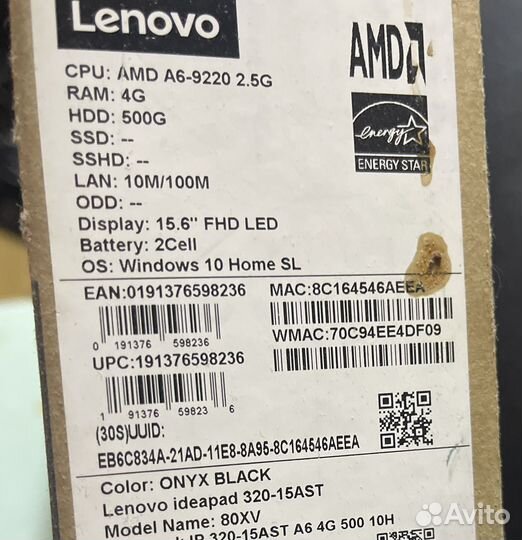 Lenovo
AMD
CPU: AMD A6-9220 2.5G
RAM: 4G
HDD: 500G
SSD: --
SSHD: --
LAN: 10M/100M
ODD: --
Display: 15.6" FHD LED
Battery: 2Cell
OS: Windows 10 Home SL
energy
ENERGY STAR
EAN:0191376598236
MAC:8C164546AEEA
0 191376 598236
WMAC:70C94EE4DF09
UPC:191376598236
1 91376 59823 6
(30S)UUID:
EB6C834A-21AD-11E8-8A95-8C164546AEEA
Color: ONYX BLACK
Lenovo ideapad 320-15AST
Model Name: 80XV
IP 320-15AST A6 4G 500 10H
Avito